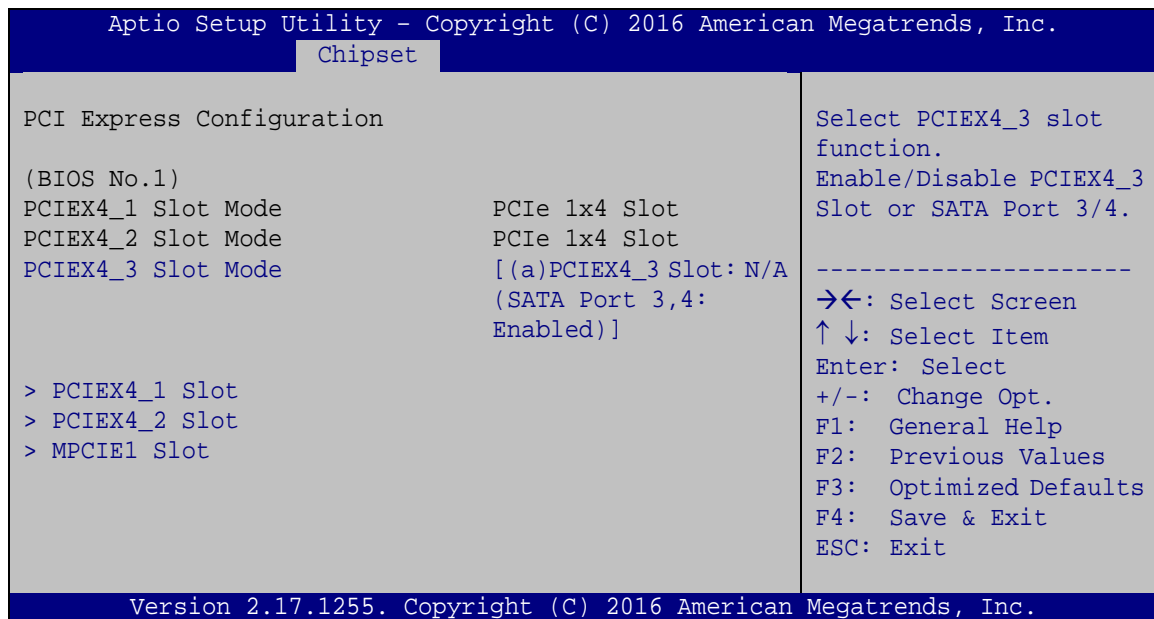 Aptio Setup Utility – Copyright (C) 2016 American Megatrends, Inc.
Chipset
PCI Express Configuration
(BIOS No.1)
PCIEX4_1 Slot Mode PCIe 1x4 Slot
PCIEX4_2 Slot Mode PCIe 1x4 Slot
PCIEX4_3 Slot Mode [(a)PCIEX4_3 Slot: N/A
(SATA Port 3,4:
Enabled)]
> PCIEX4_1 Slot
> PCIEX4_2 Slot
> MPCIE1 Slot
Select PCIEX4_3 slot
function.
Enable/Disable PCIEX4_3
Slot or SATA Port 3/4.
----------------------
→←: Select Screen
↑ ↓: Select Item
Enter: Select
+/-: Change Opt.
F1: General Help
F2: Previous Values
F3: Optimized Defaults
F4: Save & Exit
ESC: Exit
Version 2.17.1255. Copyright (C) 2016 American Megatrends, Inc.